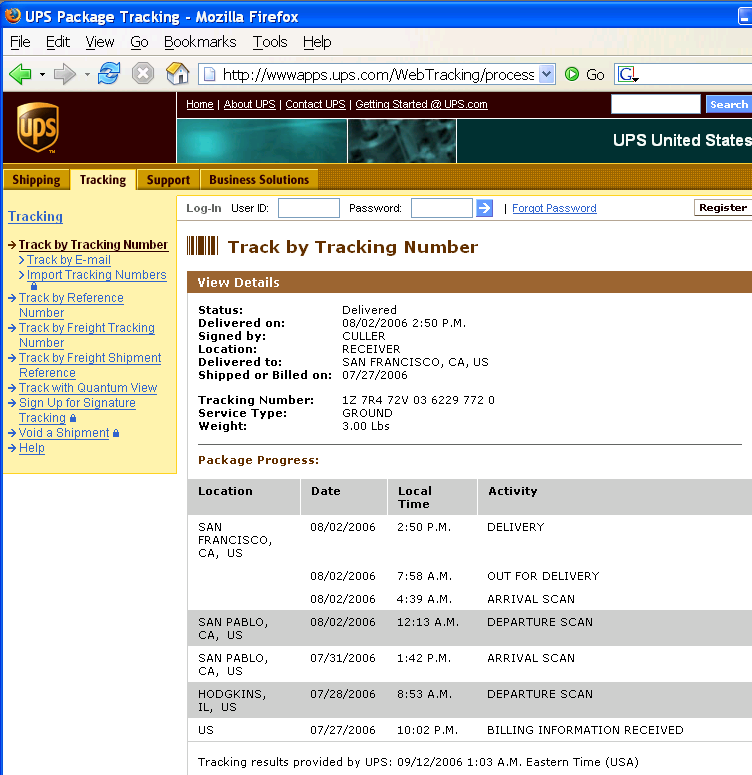 UPS Package Tracking - Mozilla Firefox
File Edit View Go Bookmarks Tools Help
http://wwwapps.ups.com/WebTracking/process Go G
ups
Home | About UPS | Contact UPS | Getting Started @ UPS.com Search
UPS United States
Shipping Tracking Support Business Solutions
Log-In User ID: Password: | Forgot Password Register
Tracking
Track by Tracking Number
Track by E-mail
Import Tracking Numbers
Track by Reference
Number
Track by Freight Tracking
Number
Track by Freight Shipment
Reference
Track with Quantum View
Sign Up for Signature
Tracking
Void a Shipment
Help
Track by Tracking Number
View Details
Status: Delivered
Delivered on: 08/02/2006 2:50 P.M.
Signed by: CULLER
Location: RECEIVER
Delivered to: SAN FRANCISCO, CA, US
Shipped or Billed on: 07/27/2006
Tracking Number: 1Z 7R4 72V 03 6229 772 0
Service Type: GROUND
Weight: 3.00 Lbs
Package Progress:
Location Date Local Time Activity
SAN FRANCISCO, CA, US 08/02/2006 2:50 P.M. DELIVERY
08/02/2006 7:58 A.M. OUT FOR DELIVERY
08/02/2006 4:39 A.M. ARRIVAL SCAN
SAN PABLO, CA, US 08/02/2006 12:13 A.M. DEPARTURE SCAN
SAN PABLO, CA, US 07/31/2006 1:42 P.M. ARRIVAL SCAN
HODGKINS, IL, US 07/28/2006 8:53 A.M. DEPARTURE SCAN
US 07/27/2006 10:02 P.M. BILLING INFORMATION RECEIVED
Tracking results provided by UPS: 09/12/2006 1:03 A.M. Eastern Time (USA)